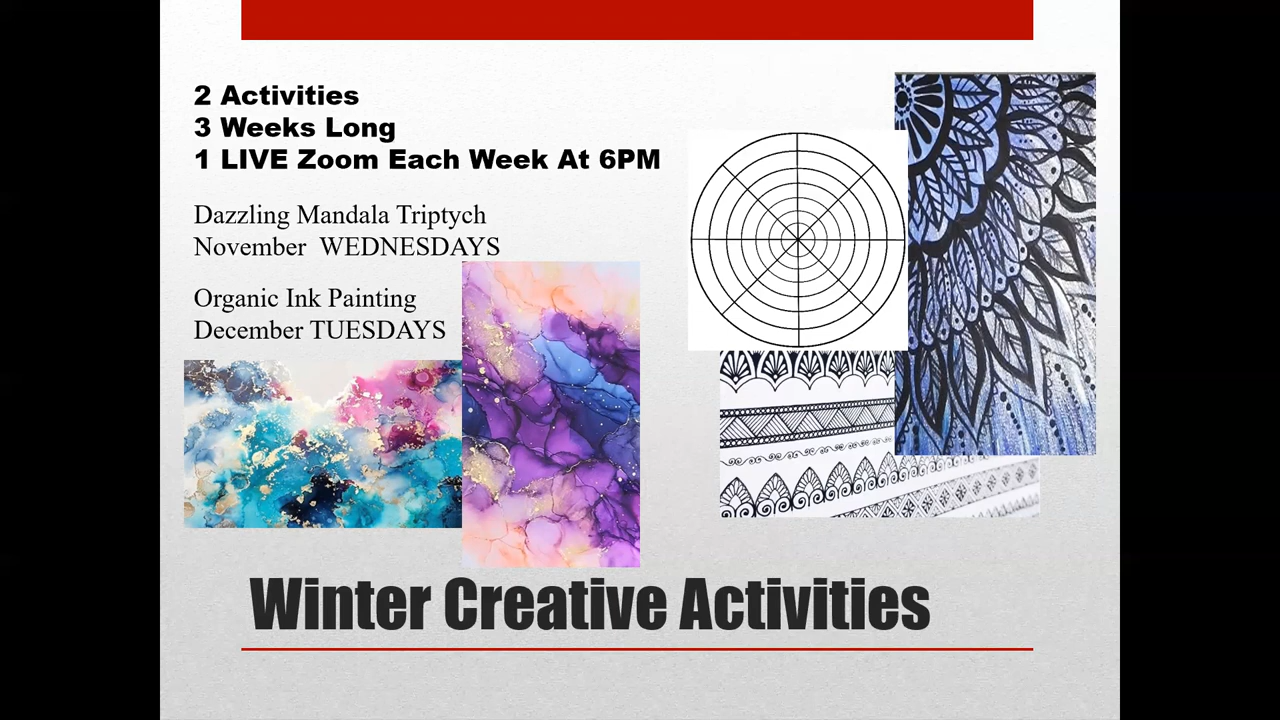 2 Activities
3 Weeks Long
1 LIVE Zoom Each Week At 6PM
Dazzling Mandala Triptych
November  WEDNESDAYS
Organic Ink Painting
December TUESDAYS
Winter Creative Activities